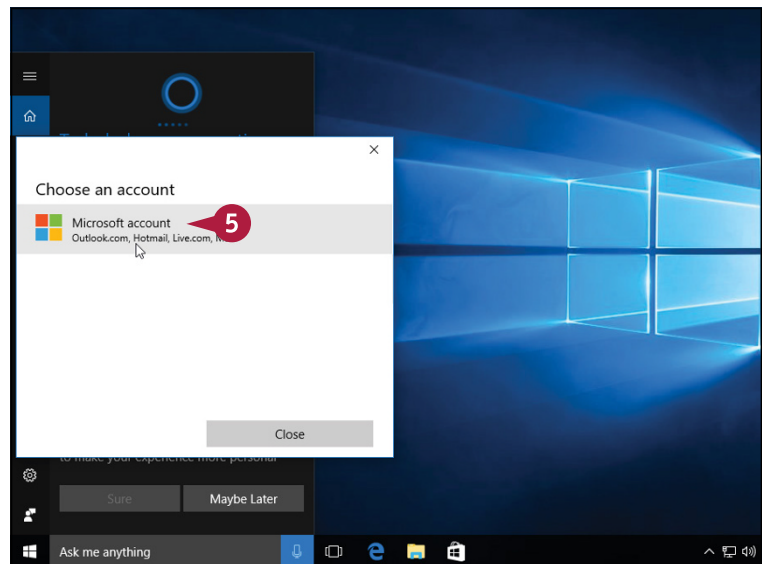 Choose an account
Microsoft account
5
Outlook.com, Hotmail, Live.com,
Close
to make your experience more personal
Sure
Maybe Later
Ask me anything